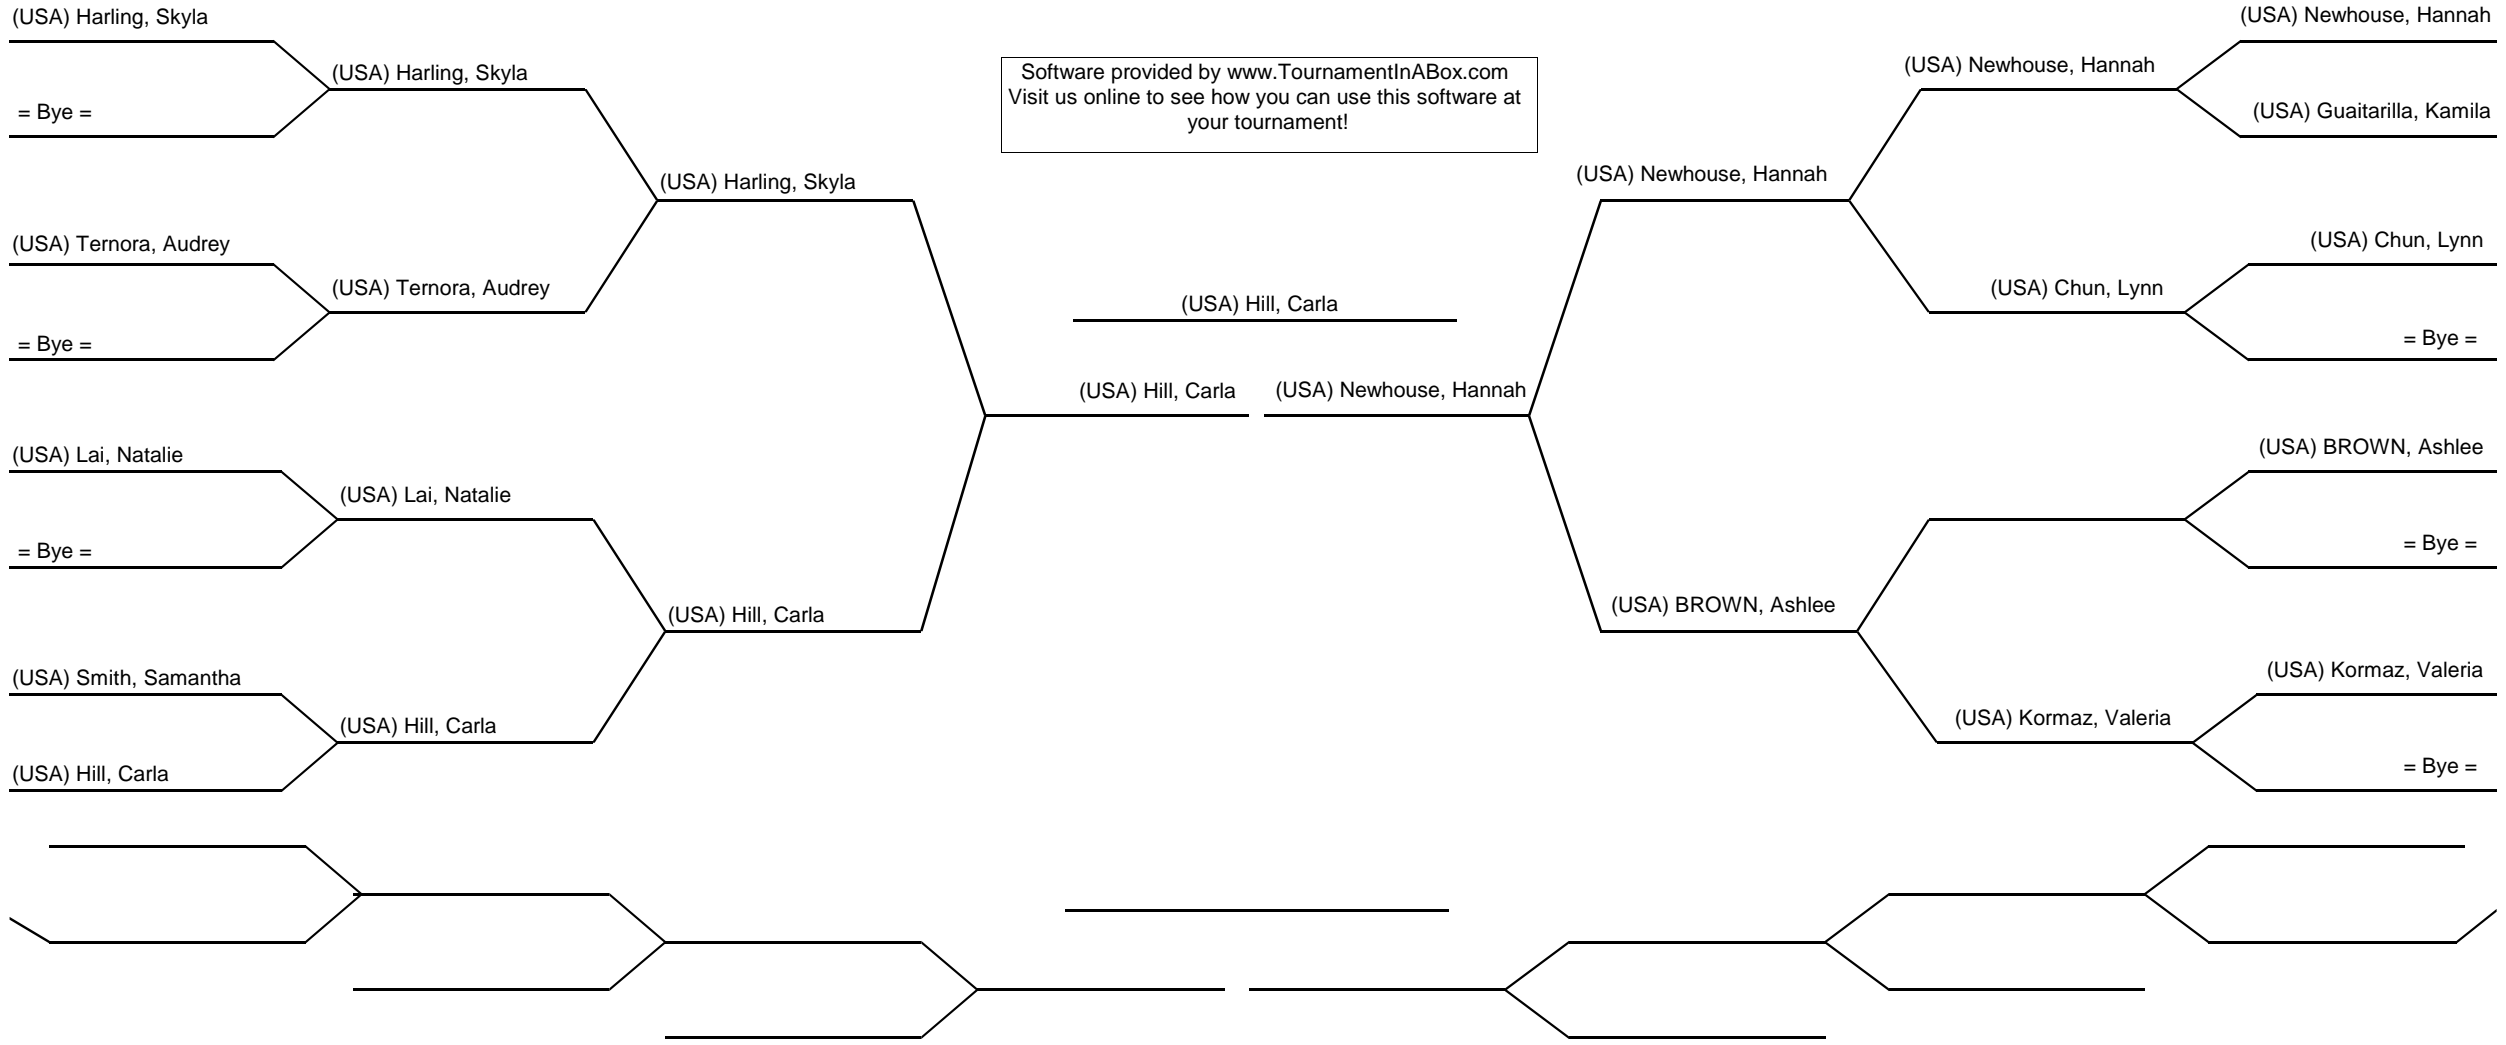 (USA) Harling, Skyla
= Bye =
(USA) Ternora, Audrey
= Bye =
(USA) Lai, Natalie
= Bye =
(USA) Smith, Samantha
(USA) Hill, Carla
(USA) Harling, Skyla
(USA) Ternora, Audrey
(USA) Lai, Natalie
(USA) Hill, Carla
(USA) Harling, Skyla
(USA) Hill, Carla
Software provided by www.TournamentInABox.com
Visit us online to see how you can use this software at
your tournament!
(USA) Hill, Carla
(USA) Hill, Carla
(USA) Newhouse, Hannah
(USA) Newhouse, Hannah
(USA) BROWN, Ashlee
(USA) Newhouse, Hannah
(USA) Chun, Lynn
(USA) Kormaz, Valeria
(USA) Newhouse, Hannah
(USA) Guaitarilla, Kamila
(USA) Chun, Lynn
= Bye =
(USA) BROWN, Ashlee
= Bye =
(USA) Kormaz, Valeria
= Bye =